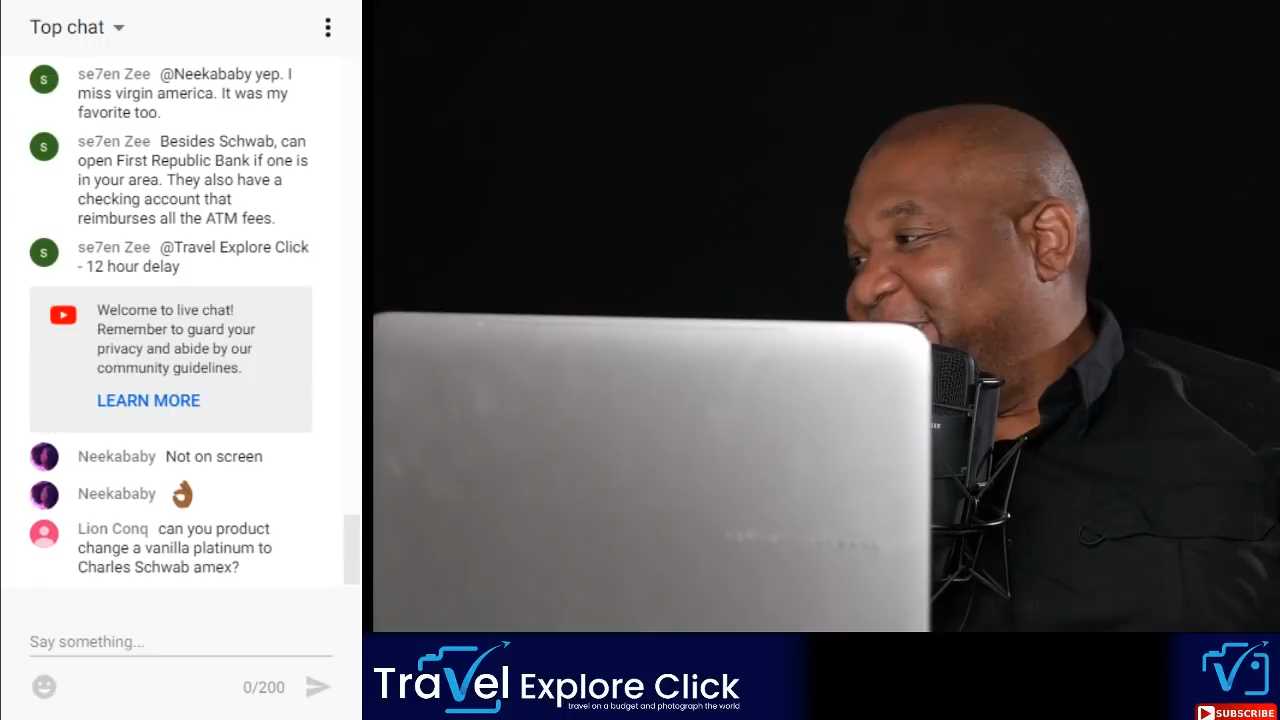 Top chat
se7en Zee @Neekababy yep. I
miss virgin america. It was my
favorite too.
se7en Zee Besides Schwab, can
open First Republic Bank if one is
in your area. They also have a
checking account that
reimburses all the ATM fees.
se7en Zee @Travel Explore Click
- 12 hour delay
Welcome to live chat!
Remember to guard your
privacy and abide by our
community guidelines.
LEARN MORE
Neekababy Not on screen
Neekababy 👌🏾
Lion Conq can you product
change a vanilla platinum to
Charles Schwab amex?
Say something...
0/200
Travel Explore Click
travel on a budget and photograph the world
SUBSCRIBE